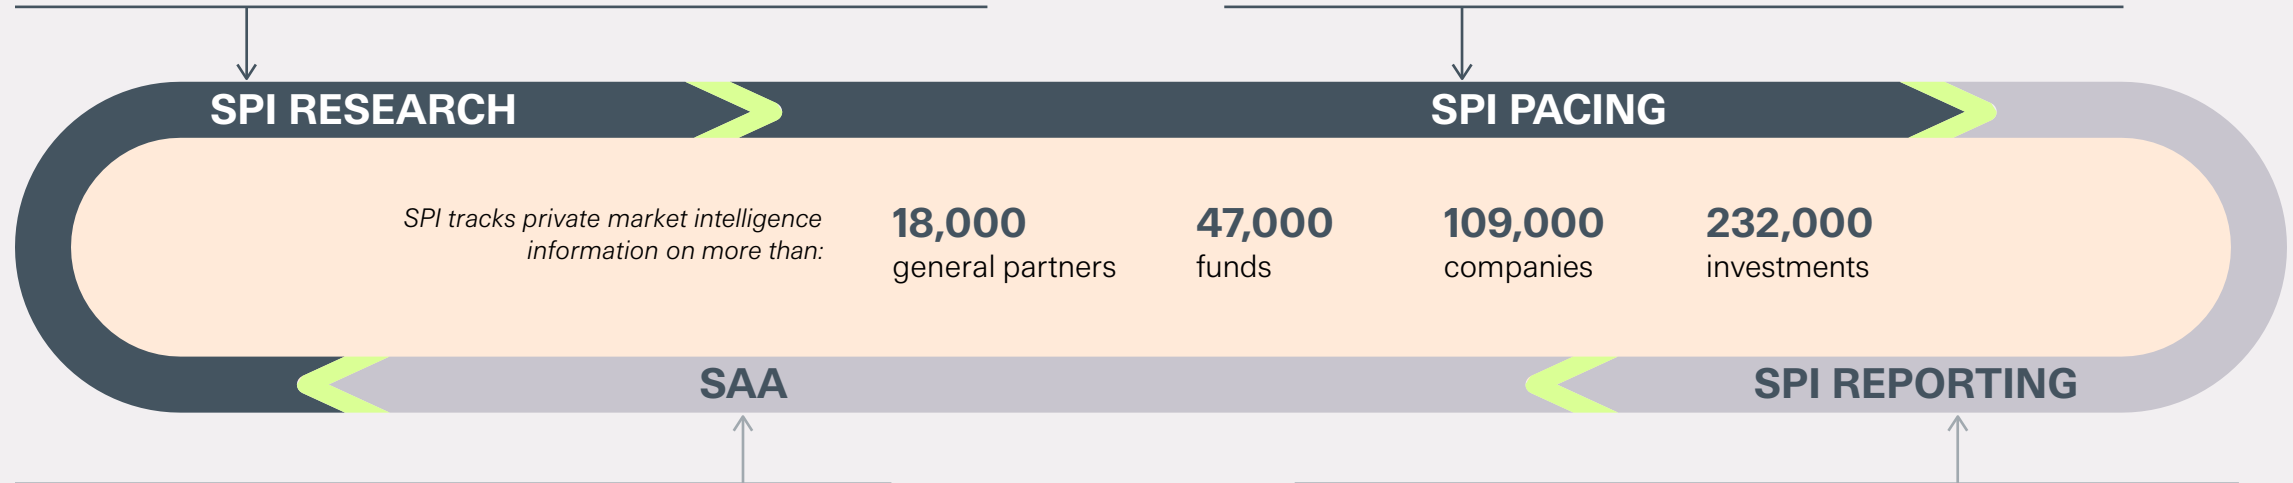 SPI RESEARCH
SPI PACING
SPI tracks private market intelligence
information on more than:
18,000
general partners
47,000
funds
109,000
companies
232,000
investments
SAA
SPI REPORTING